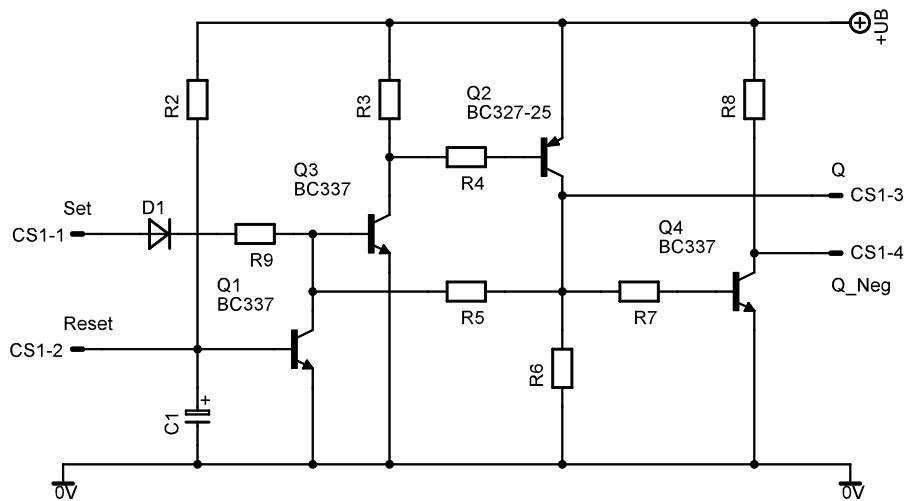 +UB
R2
R3
R8
Q2
BC327-25
Q3
BC337
R4
Q
CS1-3
Set
D1
CS1-1
R9
Q4
BC337
CS1-4
Q_Neg
Q1
BC337
R5
R7
Reset
CS1-2
R6
+
C1
0V
0V